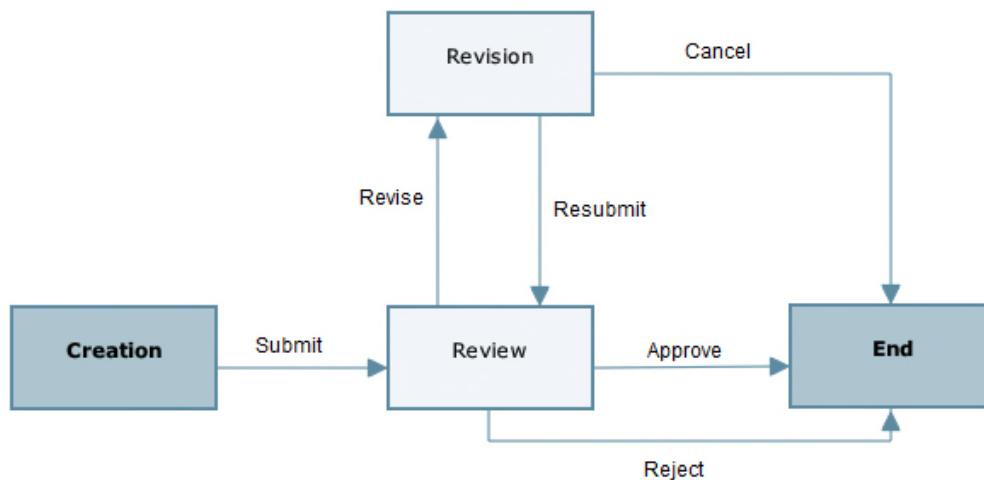 Revision
Cancel
Revise
Resubmit
Creation
Submit
Review
Approve
End
Reject